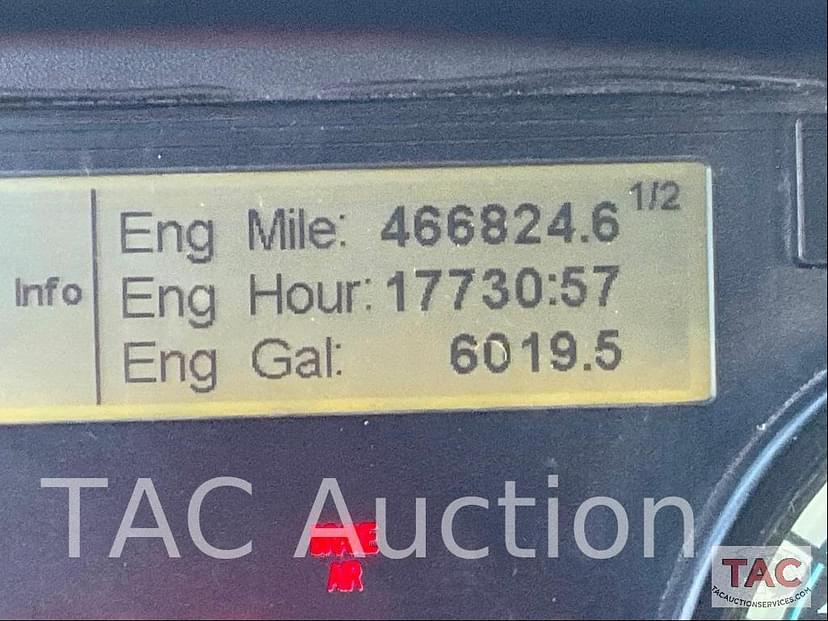 Info
Eng Mile: 466824.6 1/2
Eng Hour: 17730:57
Eng Gal: 6019.5
TAC Auction
AIR
TAC
TACAUCTIONSERVICES.COM